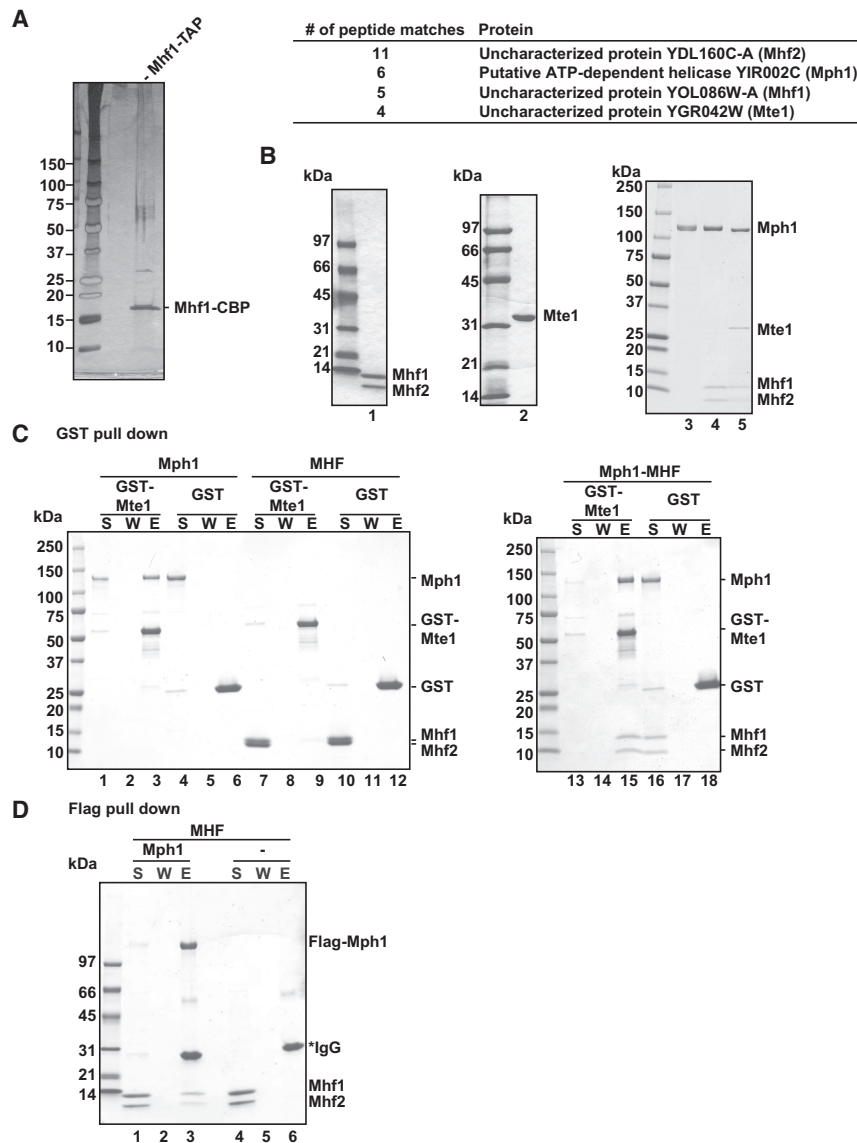 A
- Mhf1-TAP
150
100
75
50
37
25
20
15
10
Mhf1-CBP
# of peptide matches Protein
11 Uncharacterized protein YDL160C-A (Mhf2)
6 Putative ATP-dependent helicase YIR002C (Mph1)
5 Uncharacterized protein YOL086W-A (Mhf1)
4 Uncharacterized protein YGR042W (Mte1)
B
kDa
97
66
45
31
21
14
Mhf1
Mhf2
1
kDa
97
66
45
31
21
14
Mte1
2
kDa
250
150
100
75
50
37
25
20
15
10
Mph1
Mte1
Mhf1
Mhf2
3 4 5
C GST pull down
Mph1 MHF
GST-Mte1 GST GST-Mte1 GST
kDa S W E S W E S W E S W E
250
150
100
75
50
37
25
20
15
10
Mph1
GST-Mte1
GST
Mhf1
Mhf2
1 2 3 4 5 6 7 8 9 10 11 12
Mph1-MHF
GST-Mte1 GST
kDa S W E S W E
250
150
100
75
50
37
25
20
15
10
Mph1
GST-Mte1
GST
Mhf1
Mhf2
13 14 15 16 17 18
D Flag pull down
MHF
Mph1 -
kDa S W E S W E
97
66
45
31
21
14
Flag-Mph1
*IgG
Mhf1
Mhf2
1 2 3 4 5 6